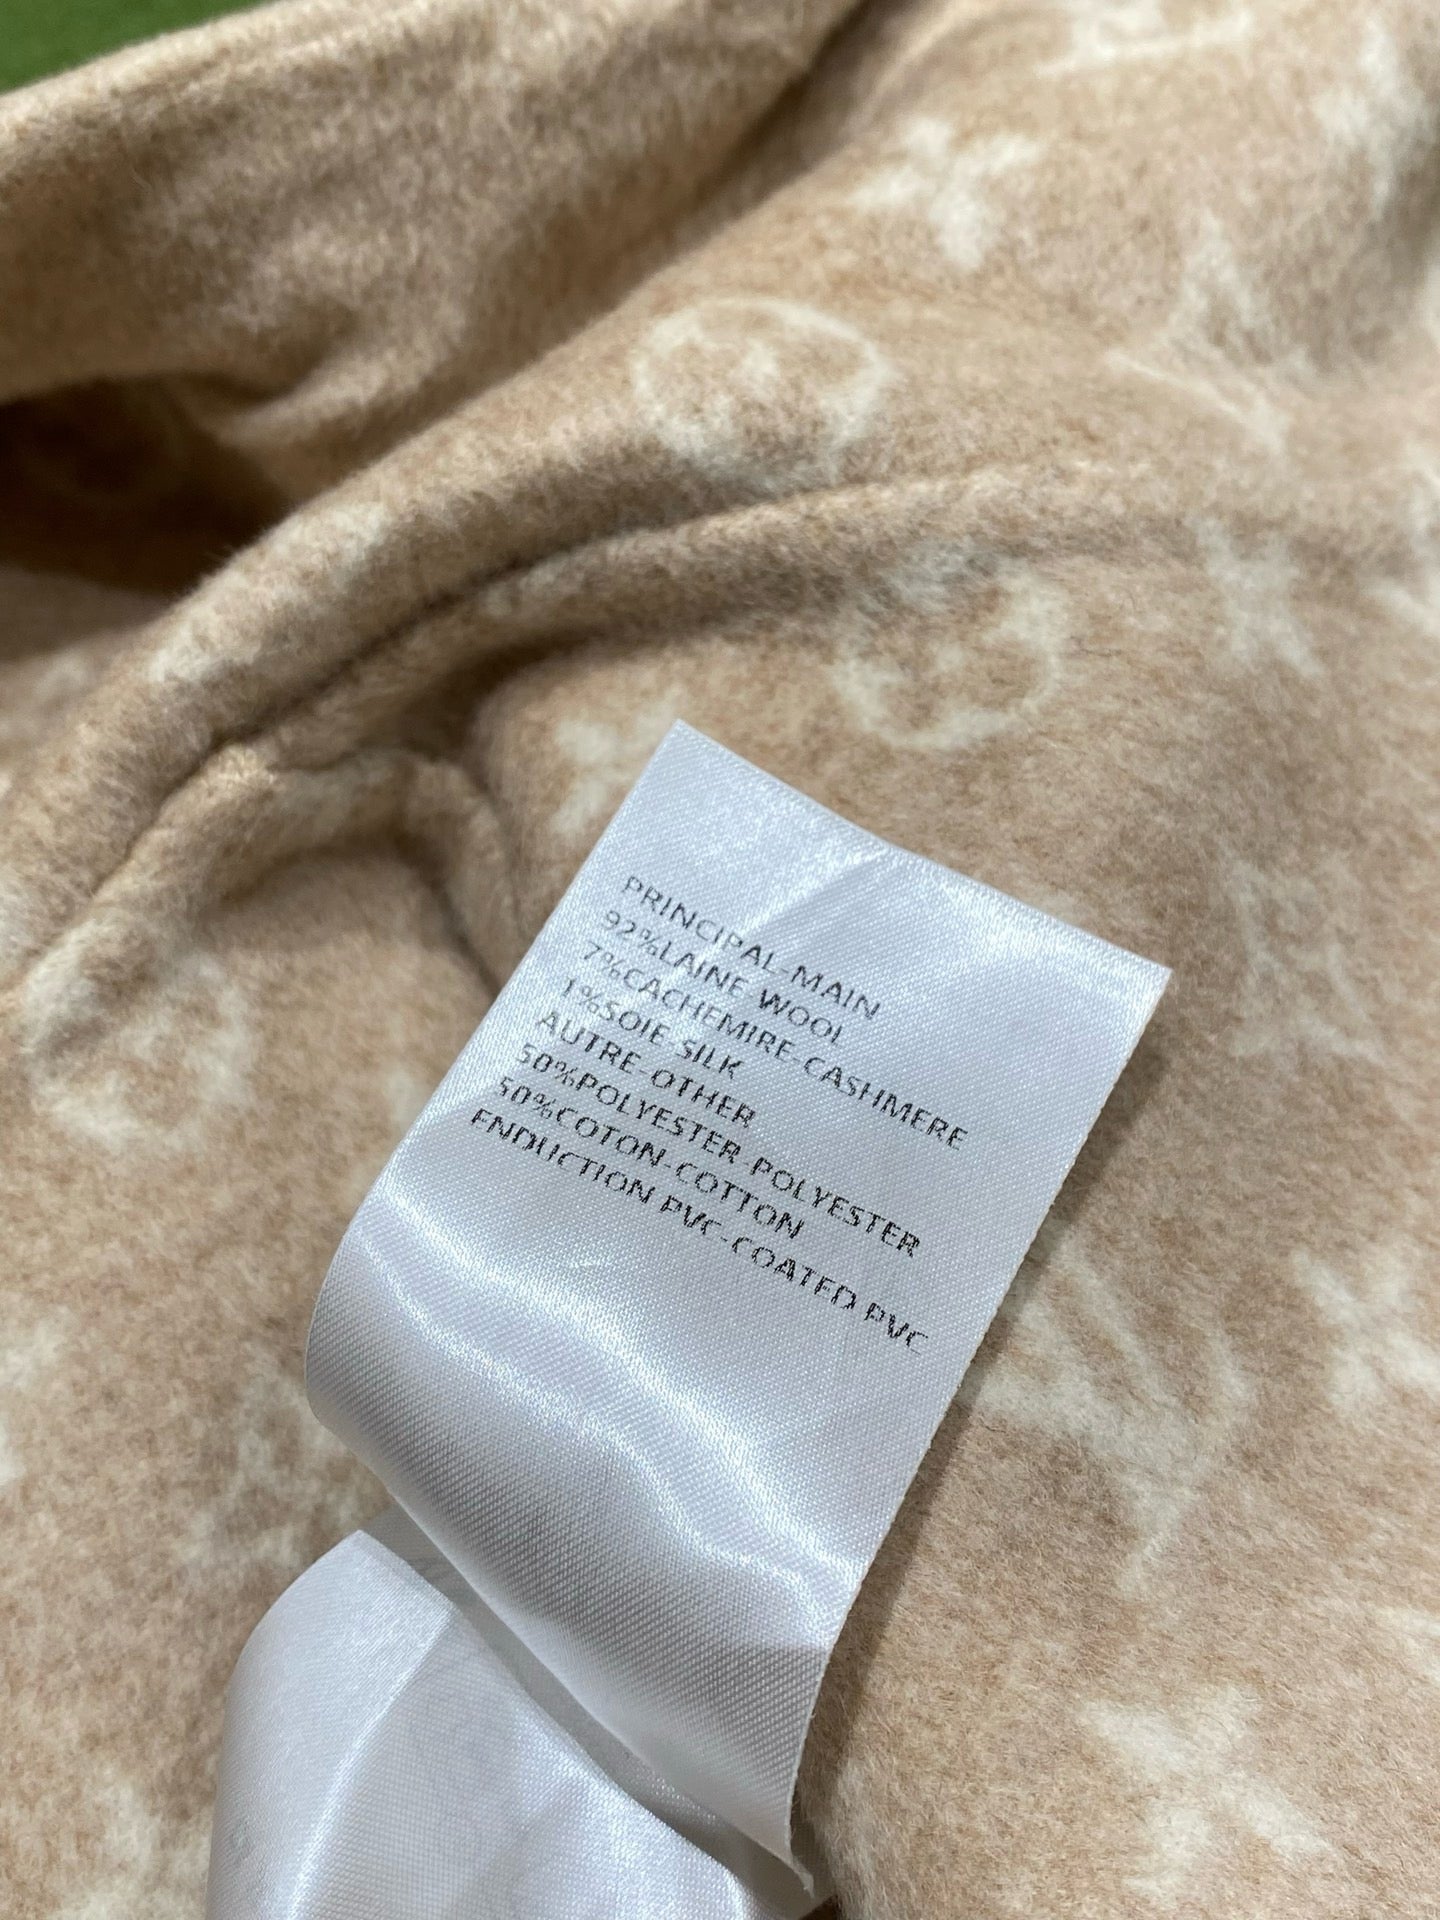 PRINCIPAL-MAIN
92%LAINE WOOL
7%CACHEMIRE-CASHMERE
1%SOIE SILK
AUTRE-OTHER
50%POLYESTER-POLYESTER
50%COTON-COTTON
ENDUCTION PVC-COATED PVC